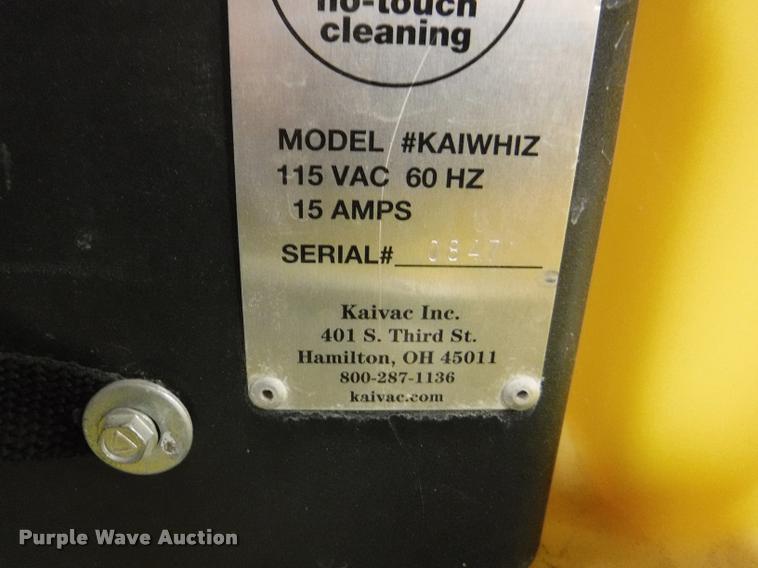 no-touch
cleaning
MODEL #KAIWHIZ
115 VAC 60 HZ
15 AMPS
SERIAL#
Kaivac Inc.
401 S. Third St.
Hamilton, OH 45011
800-287-1136
kaivac.com
Purple Wave Auction